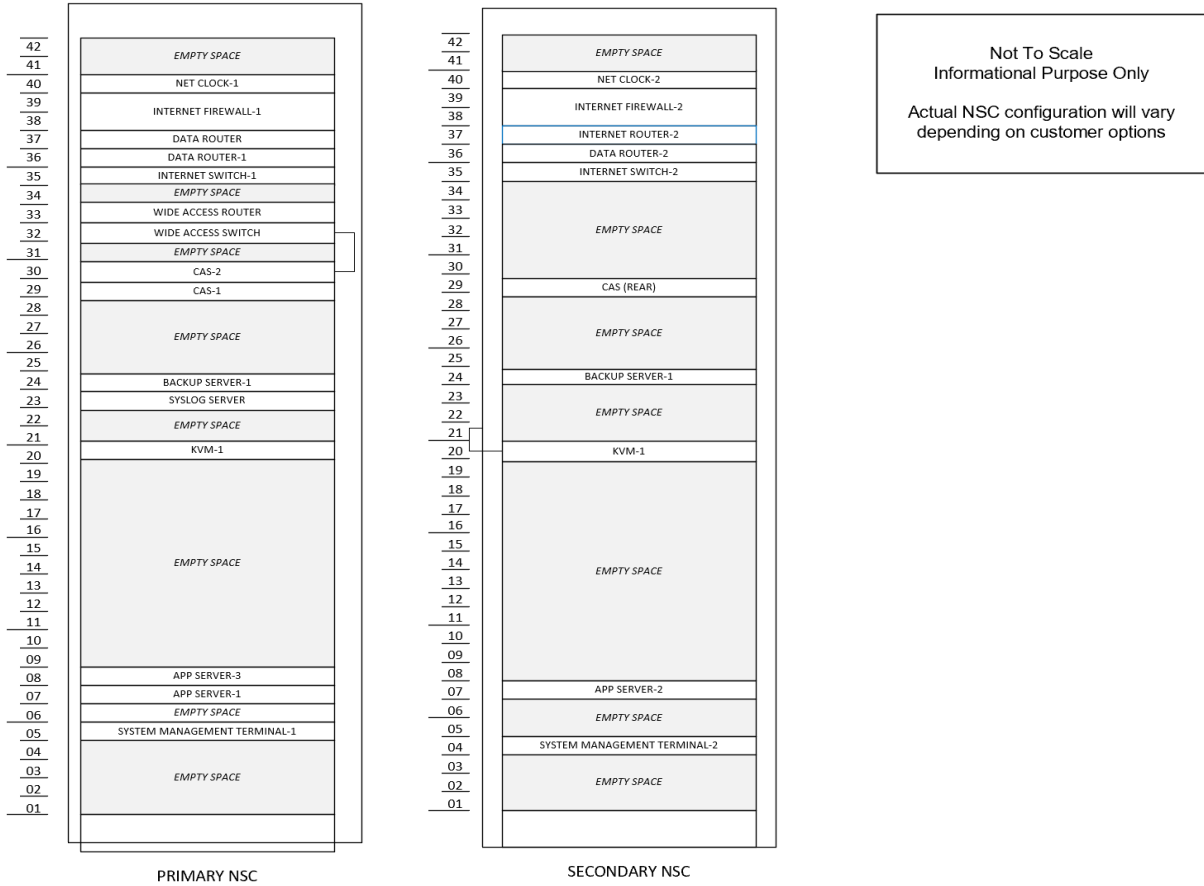 42
41
40
39
38
37
36
35
34
33
32
31
30
29
28
27
26
25
24
23
22
21
20
19
18
17
16
15
14
13
12
11
10
09
08
07
06
05
04
03
02
01
EMPTY SPACE
NET CLOCK-1
INTERNET FIREWALL-1
DATA ROUTER
DATA ROUTER-1
INTERNET SWITCH-1
EMPTY SPACE
WIDE ACCESS ROUTER
WIDE ACCESS SWITCH
EMPTY SPACE
CAS-2
CAS-1
EMPTY SPACE
BACKUP SERVER-1
SYSLOG SERVER
EMPTY SPACE
KVM-1
EMPTY SPACE
APP SERVER-3
APP SERVER-1
EMPTY SPACE
SYSTEM MANAGEMENT TERMINAL-1
EMPTY SPACE
PRIMARY NSC
42
41
40
39
38
37
36
35
34
33
32
31
30
29
28
27
26
25
24
23
22
21
20
19
18
17
16
15
14
13
12
11
10
09
08
07
06
05
04
03
02
01
EMPTY SPACE
NET CLOCK-2
INTERNET FIREWALL-2
INTERNET ROUTER-2
DATA ROUTER-2
INTERNET SWITCH-2
EMPTY SPACE
CAS (REAR)
EMPTY SPACE
BACKUP SERVER-1
EMPTY SPACE
KVM-1
EMPTY SPACE
APP SERVER-2
EMPTY SPACE
SYSTEM MANAGEMENT TERMINAL-2
EMPTY SPACE
SECONDARY NSC
Not To Scale
Informational Purpose Only
Actual NSC configuration will vary
depending on customer options